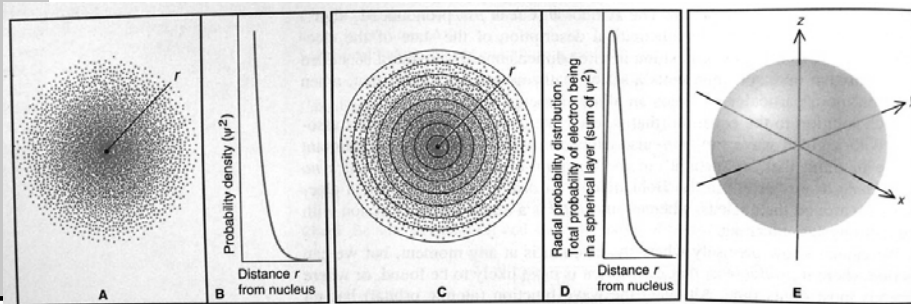 r
A
Probability density (ψ²)
Distance r
from nucleus
B
r
C
Radial probability distribution:
Total probability of electron being
in a spherical layer (sum of ψ²)
Distance r
from nucleus
D
z
x
E